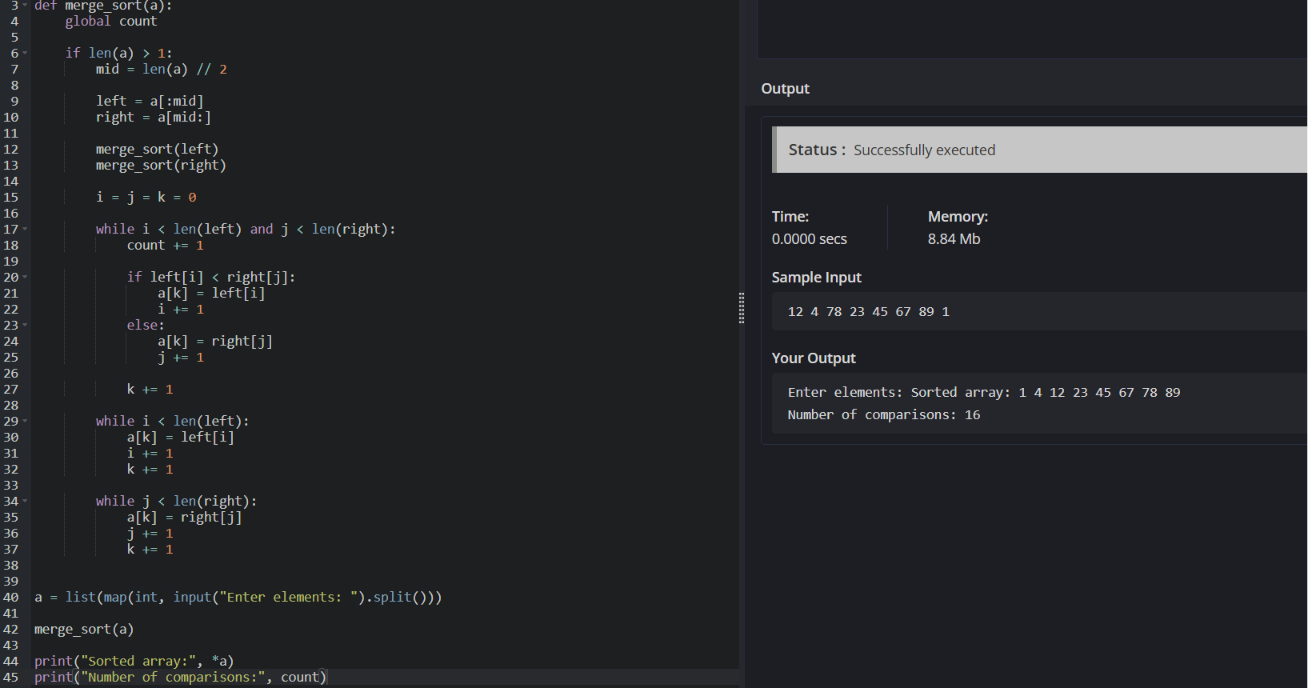 3 def merge_sort(a):
4     global count
5
6     if len(a) > 1:
7         mid = len(a) // 2
8
9         left = a[:mid]
10         right = a[mid:]
11
12         merge_sort(left)
13         merge_sort(right)
14
15         i = j = k = 0
16
17         while i < len(left) and j < len(right):
18             count += 1
19
20             if left[i] < right[j]:
21                 a[k] = left[i]
22                 i += 1
23             else:
24                 a[k] = right[j]
25                 j += 1
26
27             k += 1
28
29         while i < len(left):
30             a[k] = left[i]
31             i += 1
32             k += 1
33
34         while j < len(right):
35             a[k] = right[j]
36             j += 1
37             k += 1
38
39
40 a = list(map(int, input("Enter elements: ").split()))
41
42 merge_sort(a)
43
44 print("Sorted array:", *a)
45 print("Number of comparisons:", count)
Output
Status : Successfully executed
Time: Memory:
0.0000 secs 8.84 Mb
Sample Input
12 4 78 23 45 67 89 1
Your Output
Enter elements: Sorted array: 1 4 12 23 45 67 78 89
Number of comparisons: 16